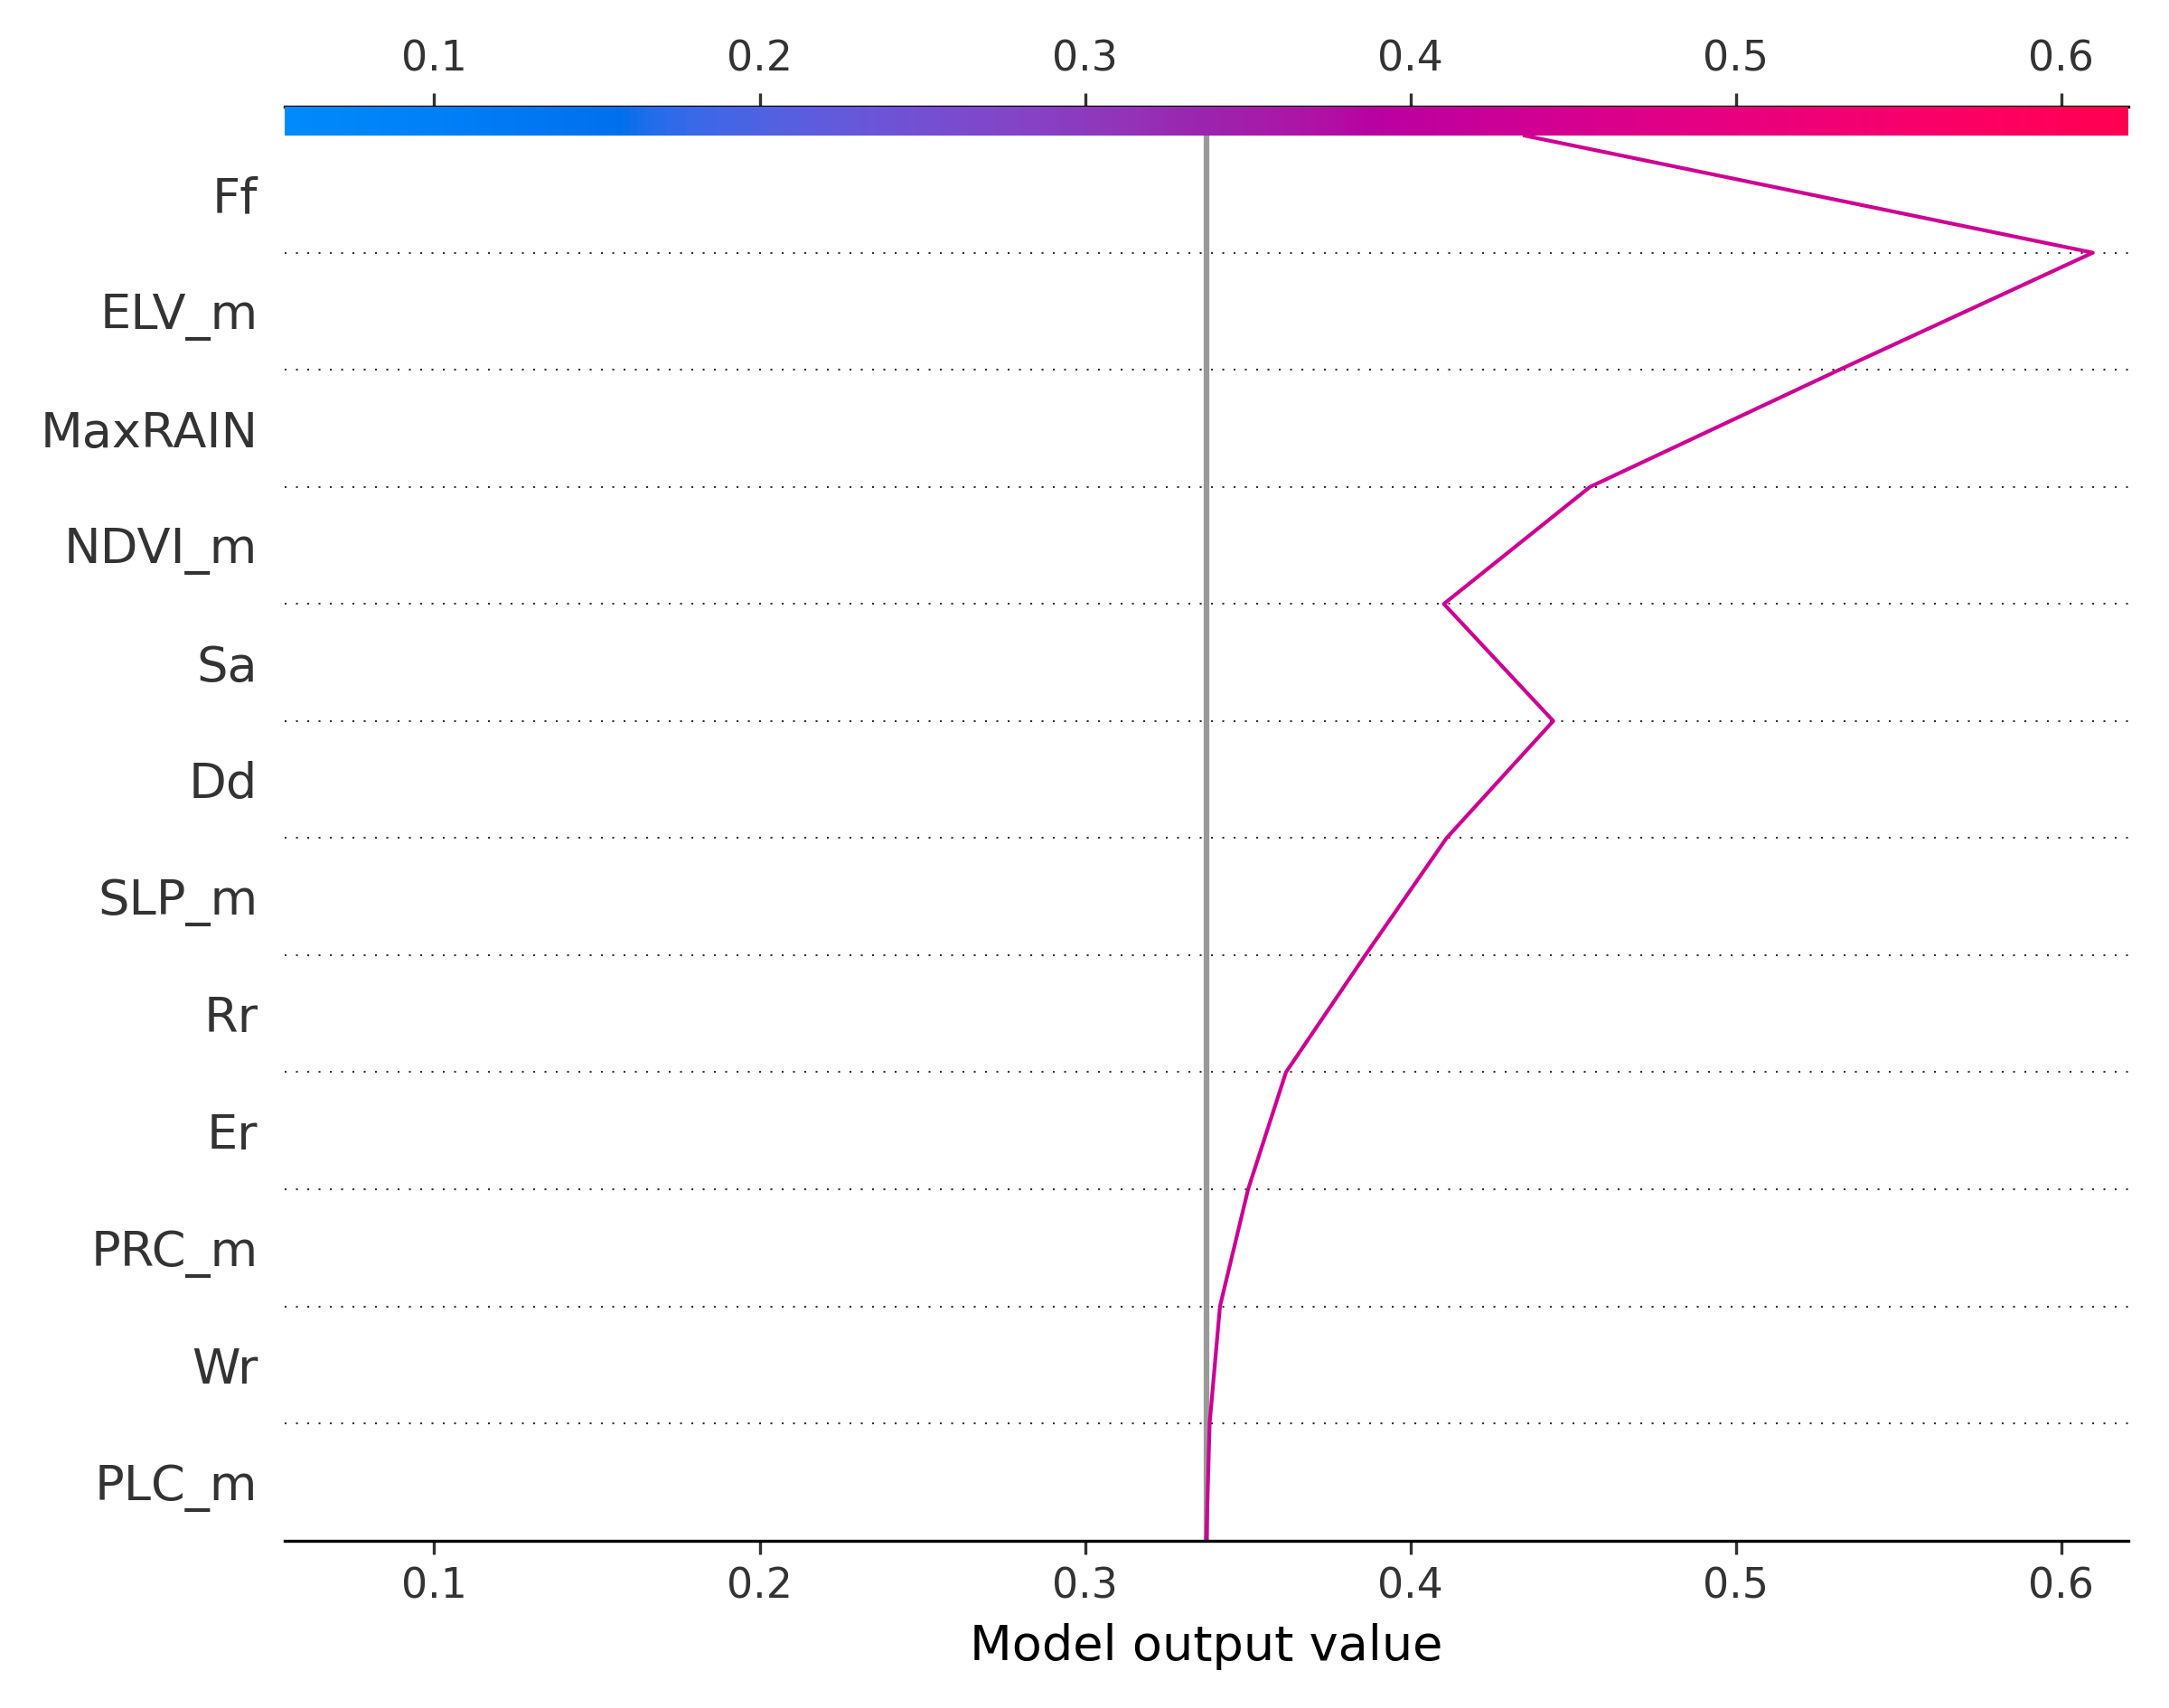 0.1 0.2 0.3 0.4 0.5 0.6
Ff
ELV_m
MaxRAIN
NDVI_m
Sa
Dd
SLP_m
Rr
Er
PRC_m
Wr
PLC_m
0.1 0.2 0.3 0.4 0.5 0.6
Model output value